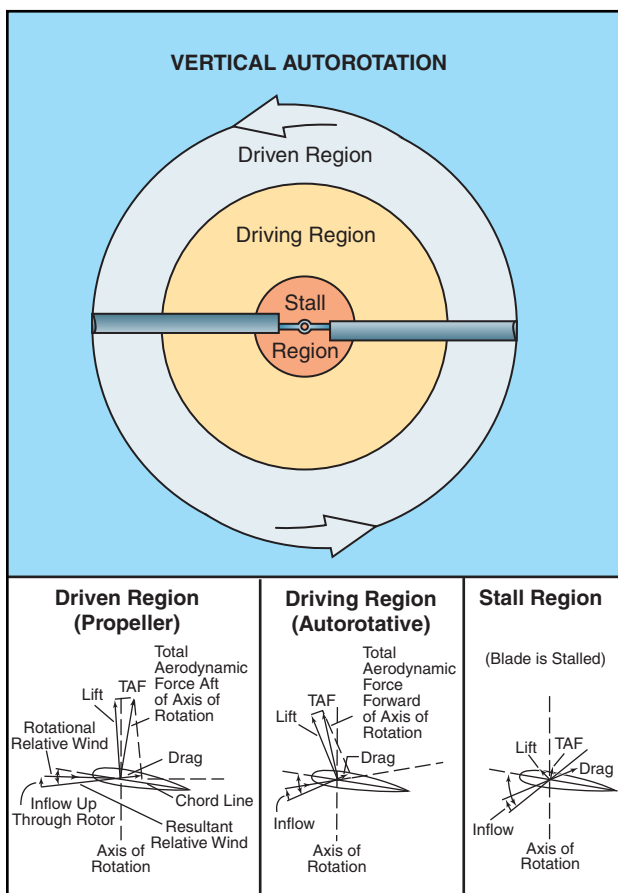 VERTICAL AUTOROTATION
Driven Region
Driving Region
Stall
Region
Driven Region
(Propeller)
Total
Aerodynamic
Force Aft
of Axis of
Rotation
TAF
Lift
Rotational
Relative Wind
Drag
Chord Line
Inflow Up
Through Rotor
Resultant
Relative Wind
Axis of
Rotation
Driving Region
(Autorotative)
Total
Aerodynamic
Force
Forward
of Axis of
Rotation
TAF
Lift
Drag
Inflow
Axis of
Rotation
Stall Region
(Blade is Stalled)
Lift
TAF
Drag
Inflow
Axis of
Rotation